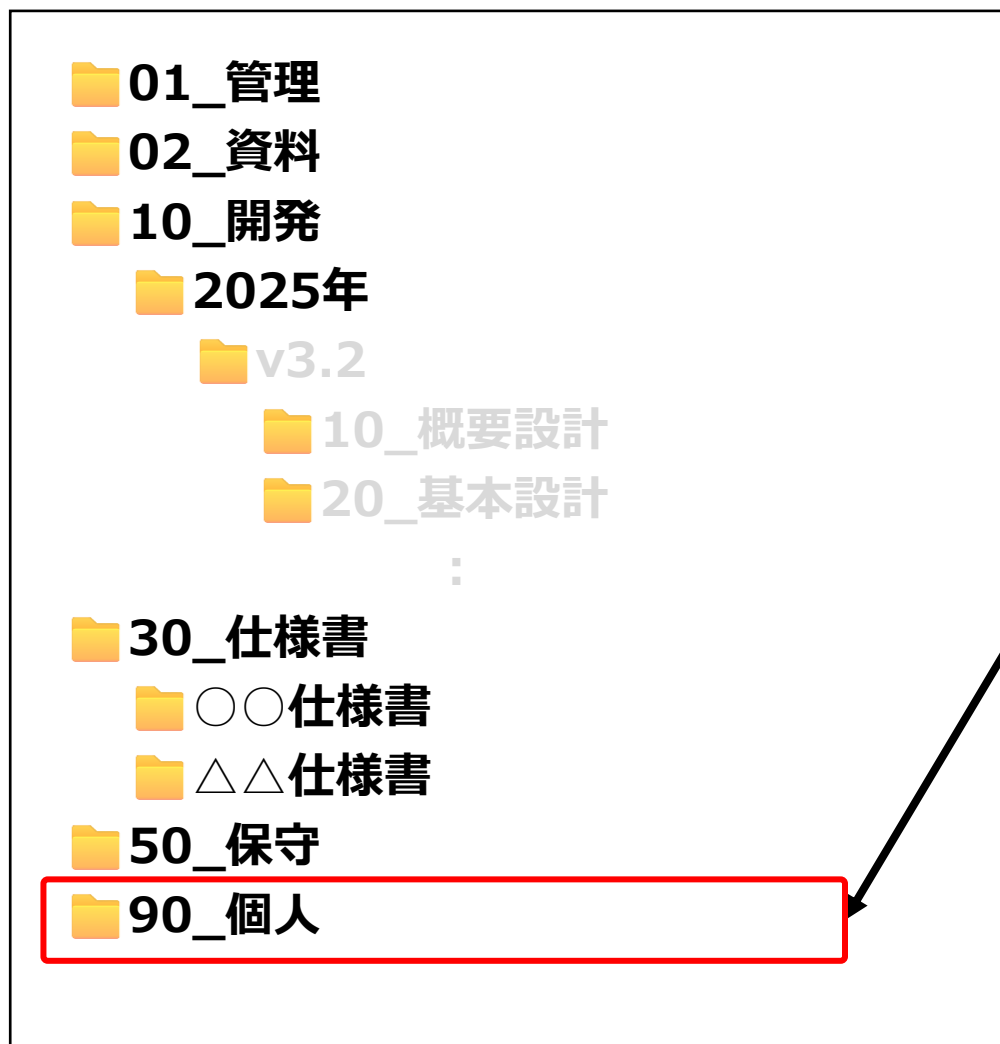 01_管理
02_資料
10_開発
2025年
v3.2
10_概要設計
20_基本設計
:
30_仕様書
○○仕様書
△△仕様書
50_保守
90_個人